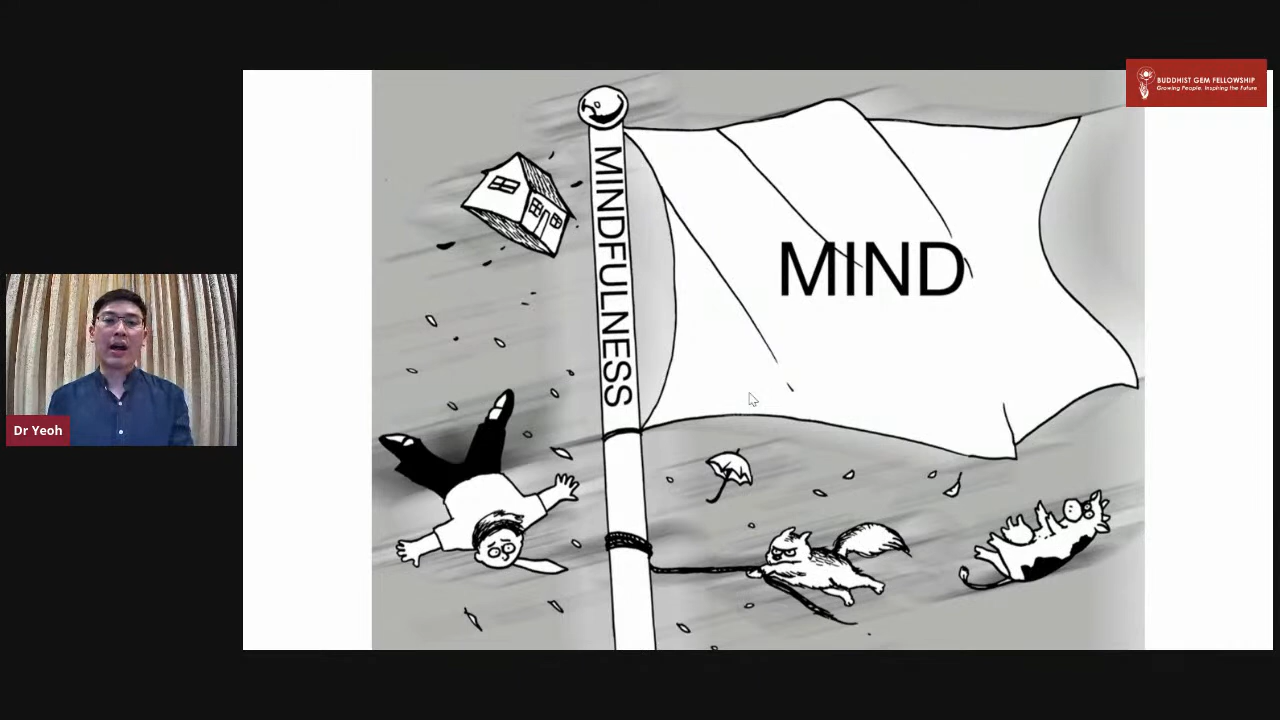 BUDDHIST GEM FELLOWSHIP
Growing People. Inspiring the Future
MINDFULNESS
MIND
Dr Yeoh